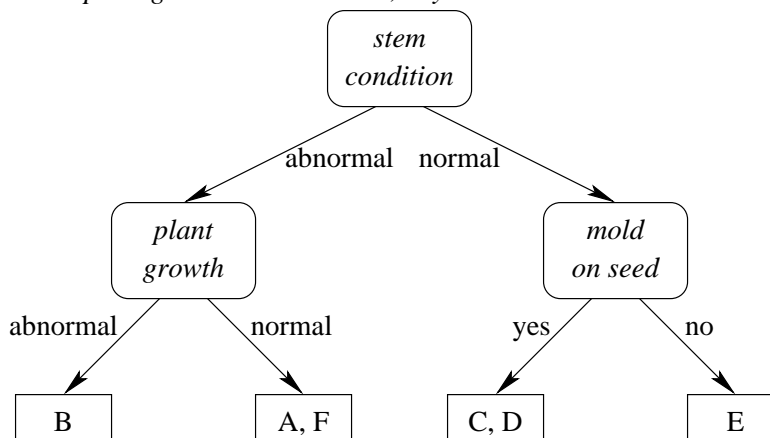 stem
condition
abnormal normal
plant
growth
mold
on seed
abnormal normal yes no
B A, F C, D E